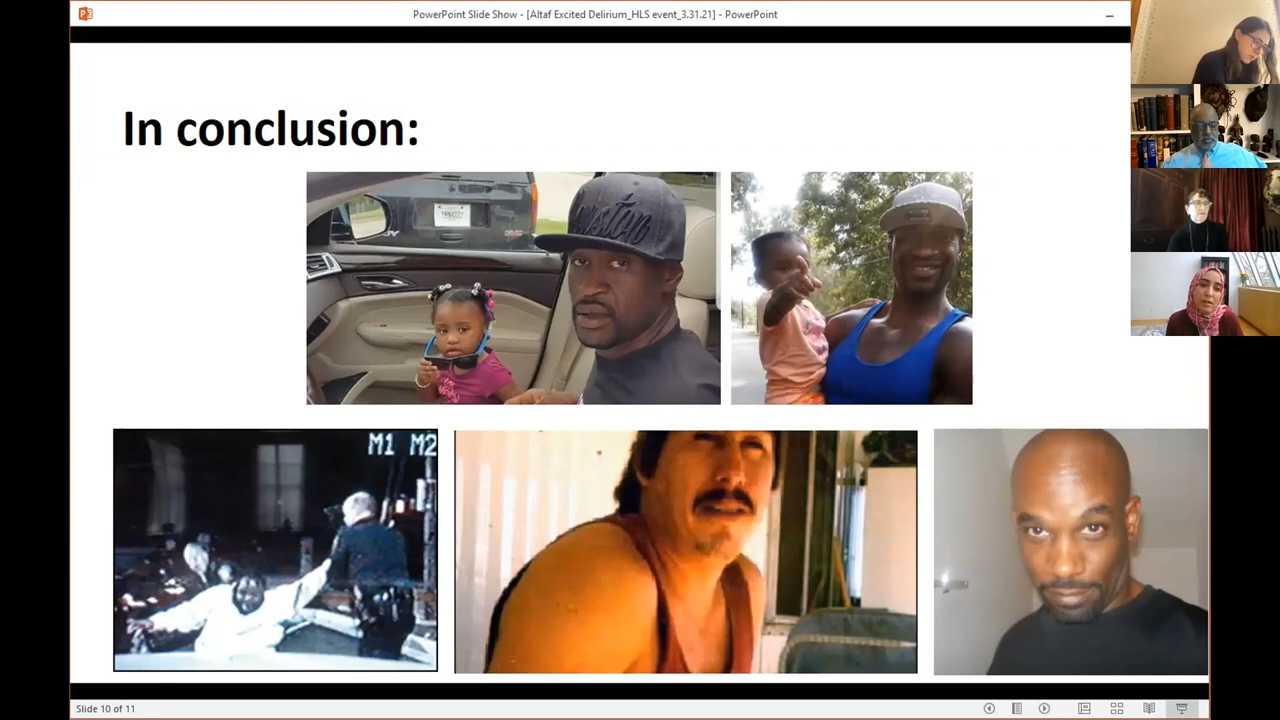 PowerPoint Slide Show - [Altaf Excited Delirium_HLS event_3.31.21] - PowerPoint
In conclusion:
M1 M2
Slide 10 of 11